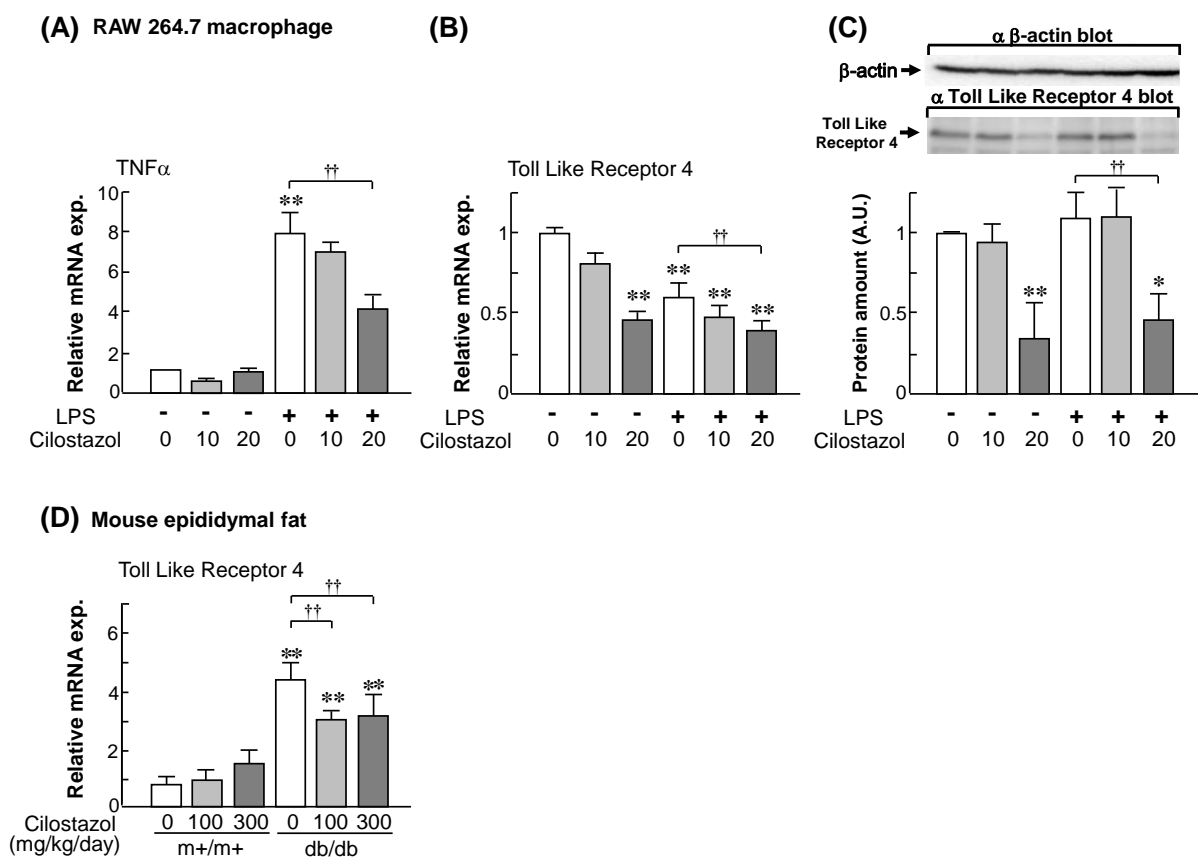 (A) RAW 264.7 macrophage
TNFα
Relative mRNA exp.
10
8
6
4
2
0
**
††
LPS - - - + + +
Cilostazol 0 10 20 0 10 20
(B)
Toll Like Receptor 4
Relative mRNA exp.
1
0.5
0
**
**
**
**
††
LPS - - - + + +
Cilostazol 0 10 20 0 10 20
(C)
α β-actin blot
β-actin
α Toll Like Receptor 4 blot
Toll Like
Receptor 4
Protein amount (A.U.)
1
0.5
0
**
††
*
LPS - - - + + +
Cilostazol 0 10 20 0 10 20
(D) Mouse epididymal fat
Toll Like Receptor 4
Relative mRNA exp.
6
4
2
0
††
††
**
**
**
Cilostazol 0 100 300 0 100 300
(mg/kg/day) m+/m+ db/db